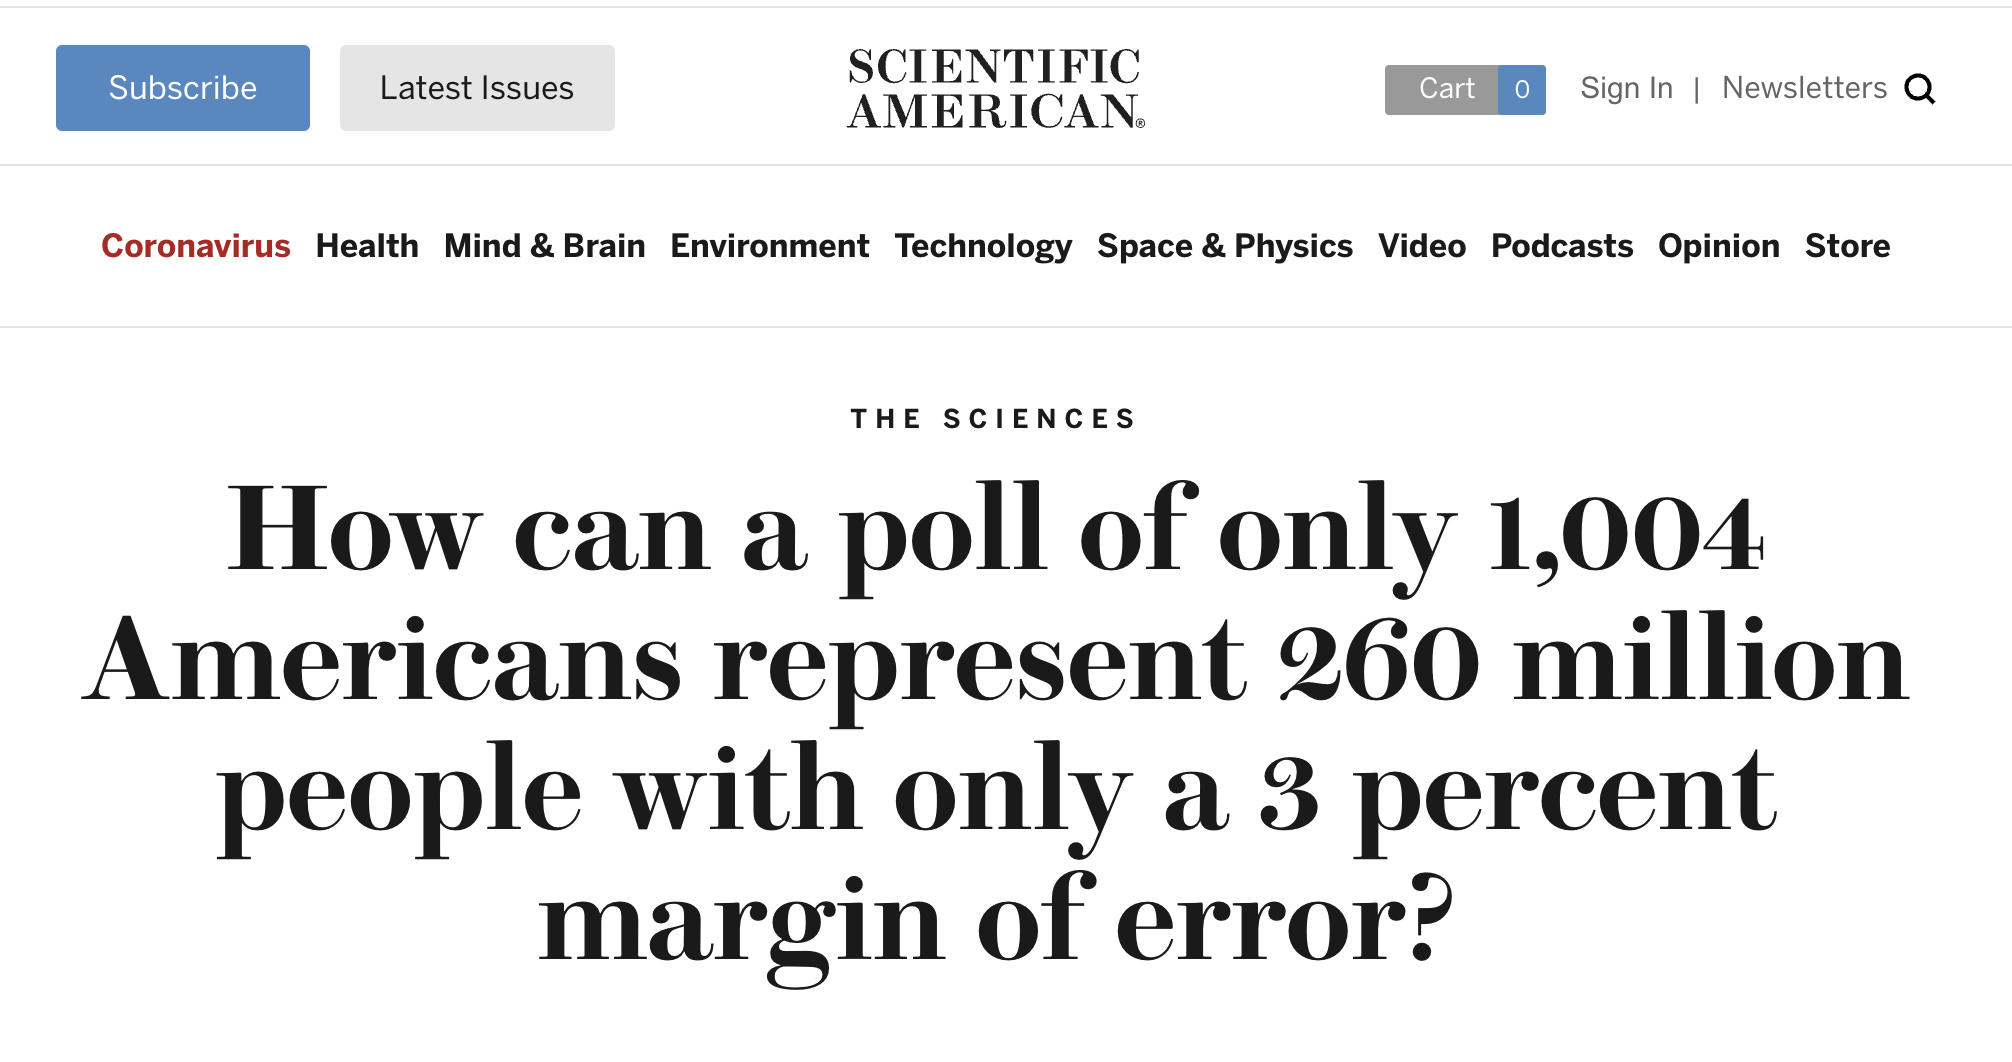 Subscribe
Latest Issues
SCIENTIFIC
AMERICAN®
Cart 0
Sign In | Newsletters
Coronavirus Health Mind & Brain Environment Technology Space & Physics Video Podcasts Opinion Store
THE SCIENCES
How can a poll of only 1,004
Americans represent 260 million
people with only a 3 percent
margin of error?